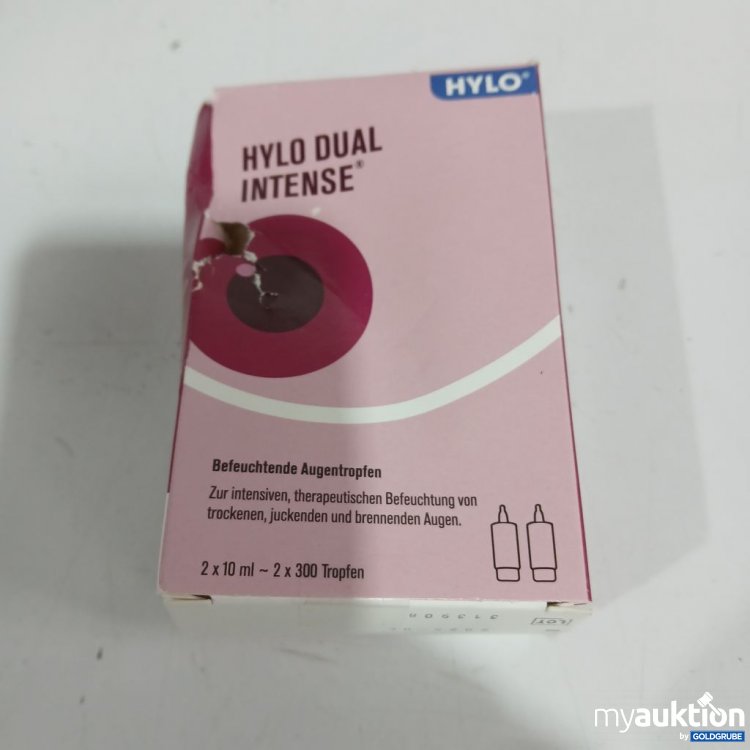 HYLO®
HYLO DUAL
INTENSE®
Befeuchtende Augentropfen
Zur intensiven, therapeutischen Befeuchtung von
trockenen, juckenden und brennenden Augen.
2 x 10 ml ~ 2 x 300 Tropfen
LOT
myauktion
by GOLDGRUBE